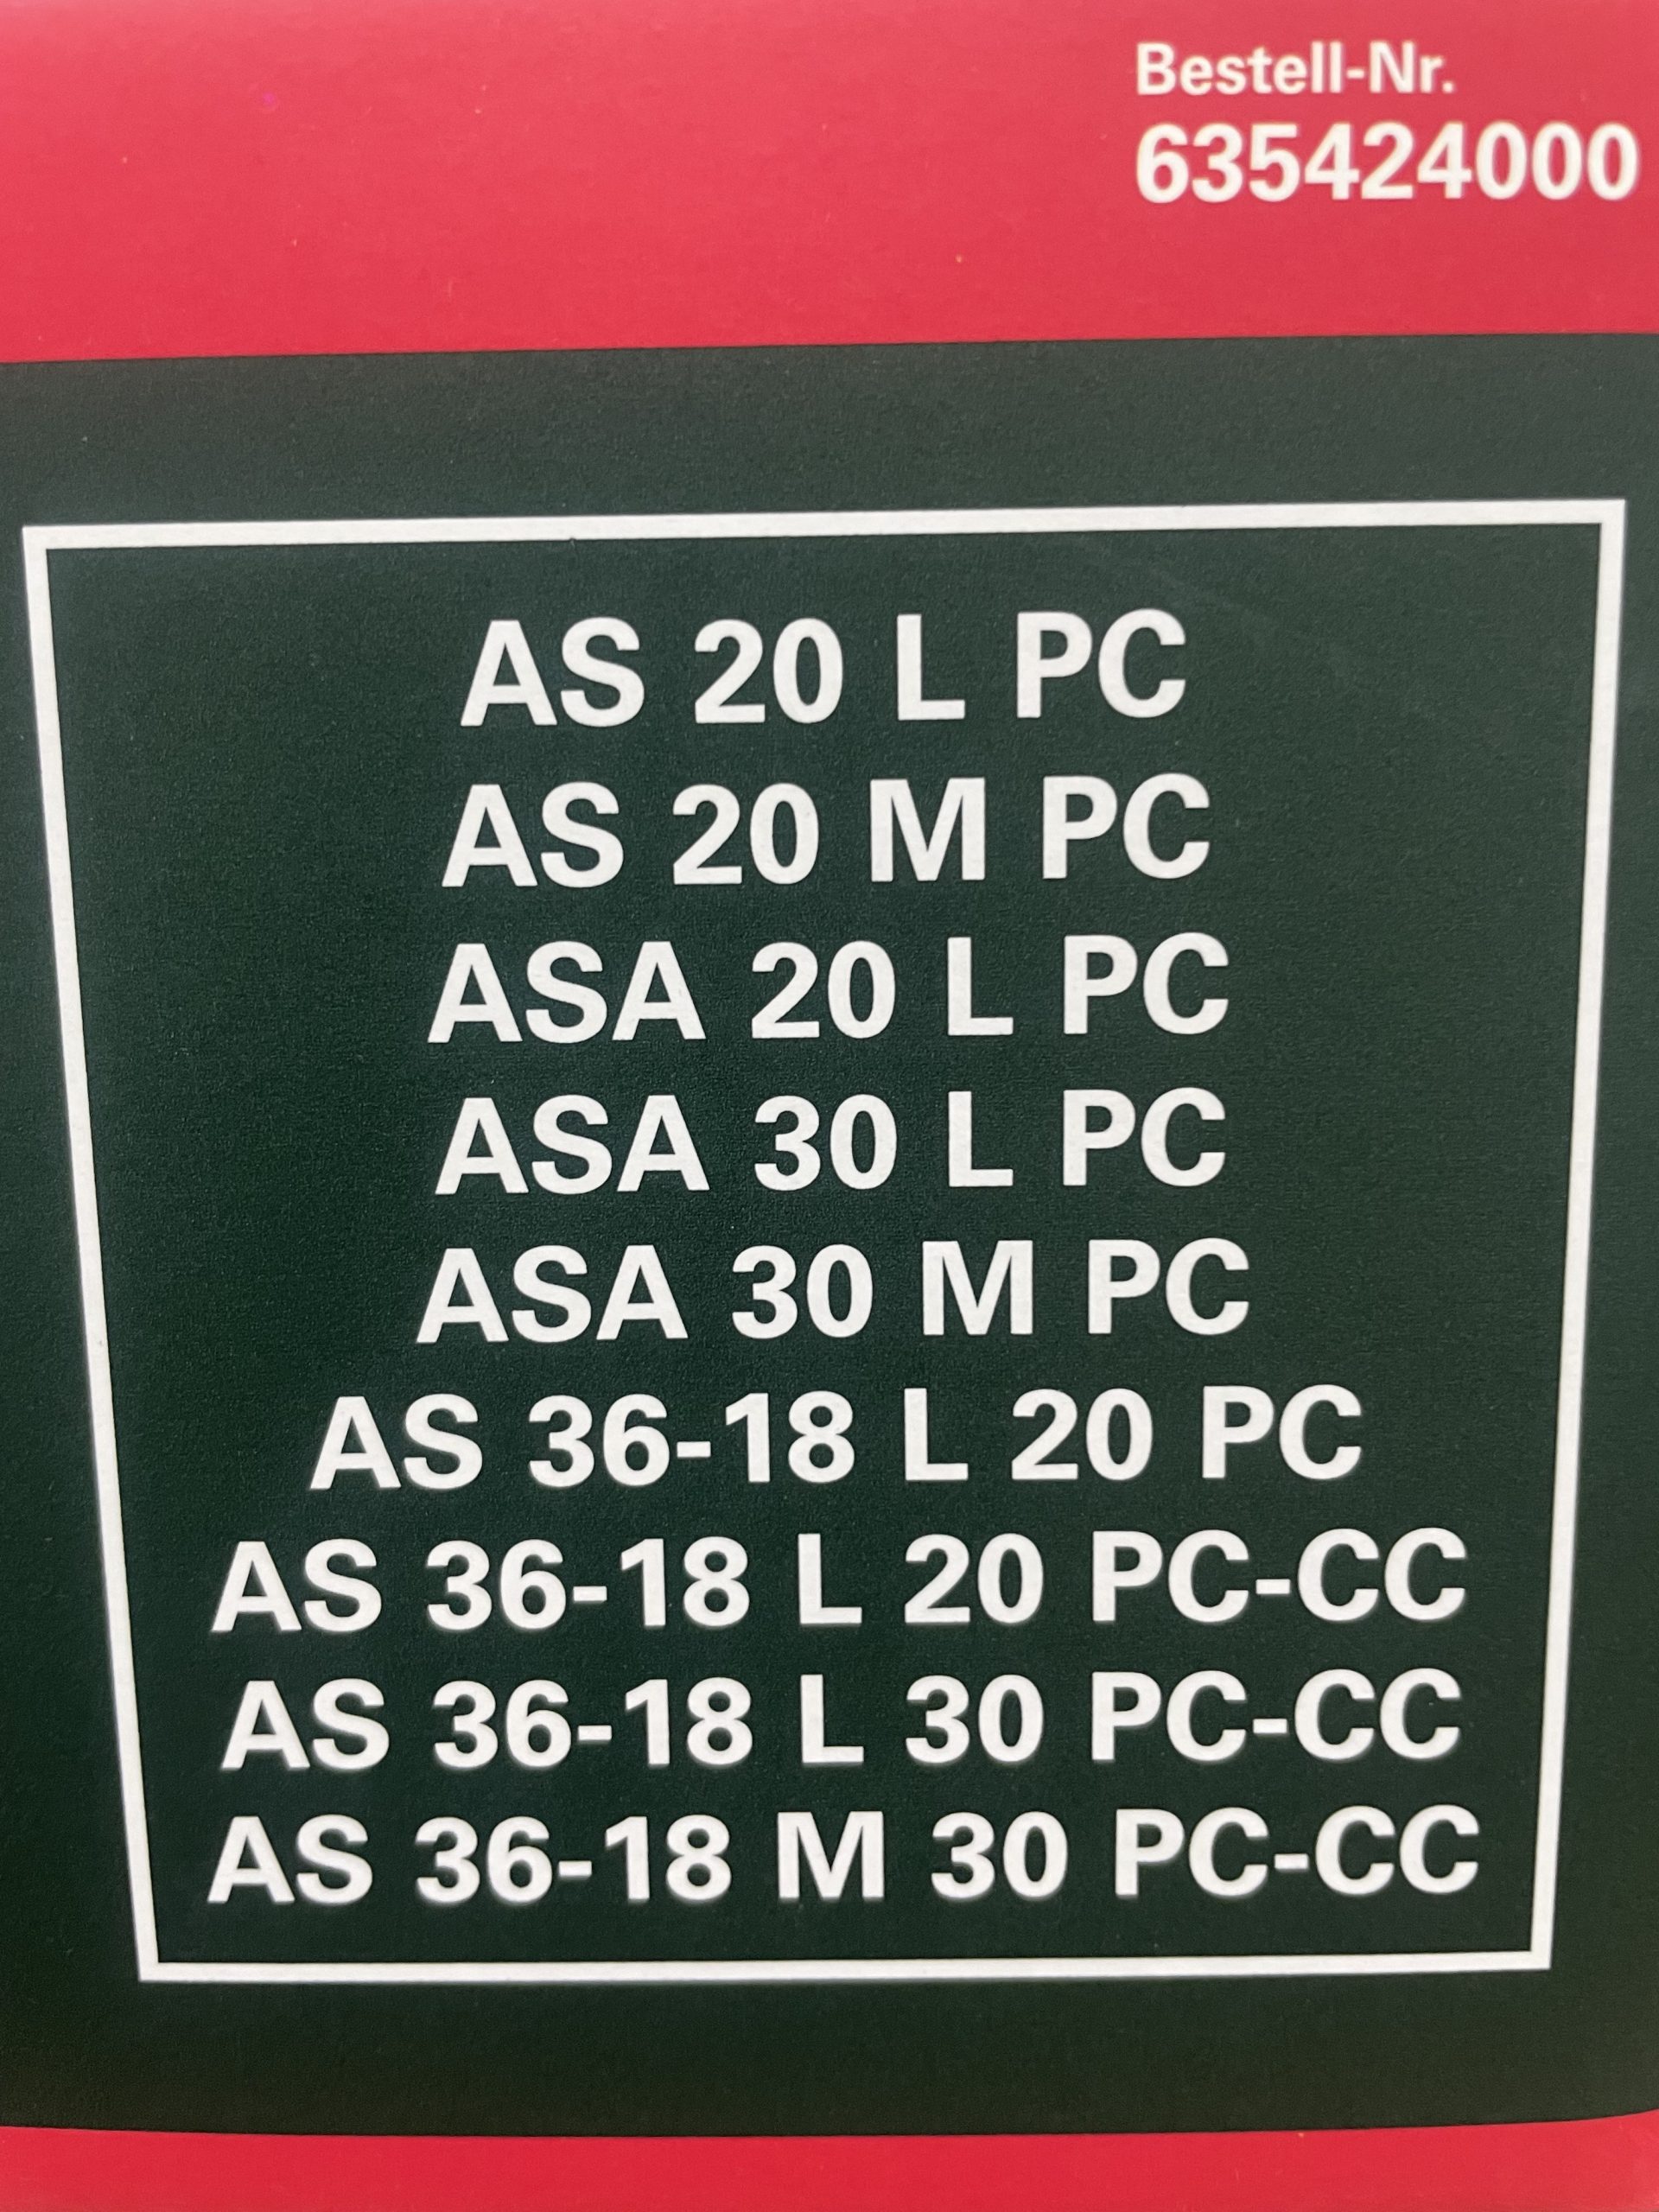 Bestell-Nr.
635424000
AS 20 L PC
AS 20 M PC
ASA 20 L PC
ASA 30 L PC
ASA 30 M PC
AS 36-18 L 20 PC
AS 36-18 L 20 PC-CC
AS 36-18 L 30 PC-CC
AS 36-18 M 30 PC-CC